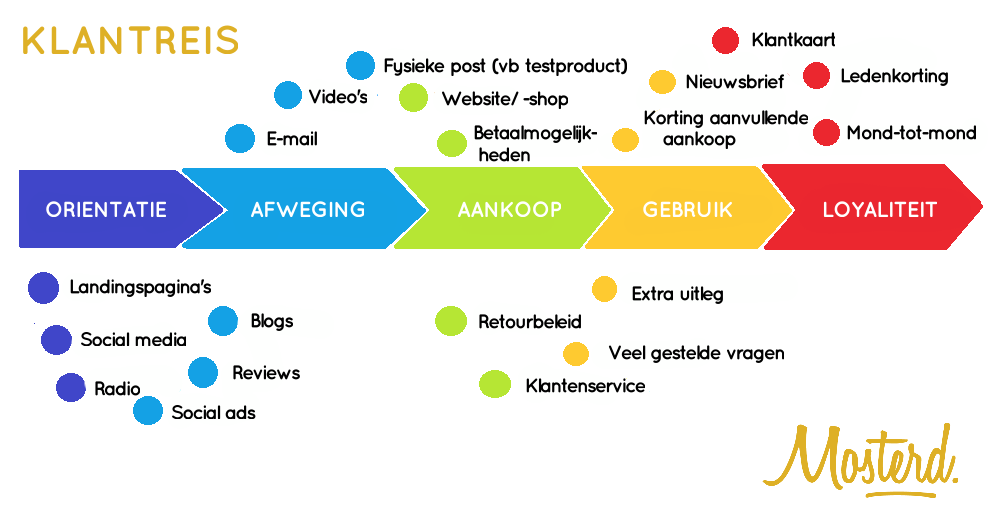 KLANTREIS
Klantkaart
Fysieke post (vb testproduct)
Nieuwsbrief
Ledenkorting
Video's
Website/ -shop
Korting aanvullende
aankoop
E-mail
Betaalmogelijk-
heden
Mond-tot-mond
ORIENTATIE
AFWEGING
AANKOOP
GEBRUIK
LOYALITEIT
Landingspagina's
Extra uitleg
Blogs
Retourbeleid
Social media
Veel gestelde vragen
Reviews
Radio
Klantenservice
Social ads
Mosterd.